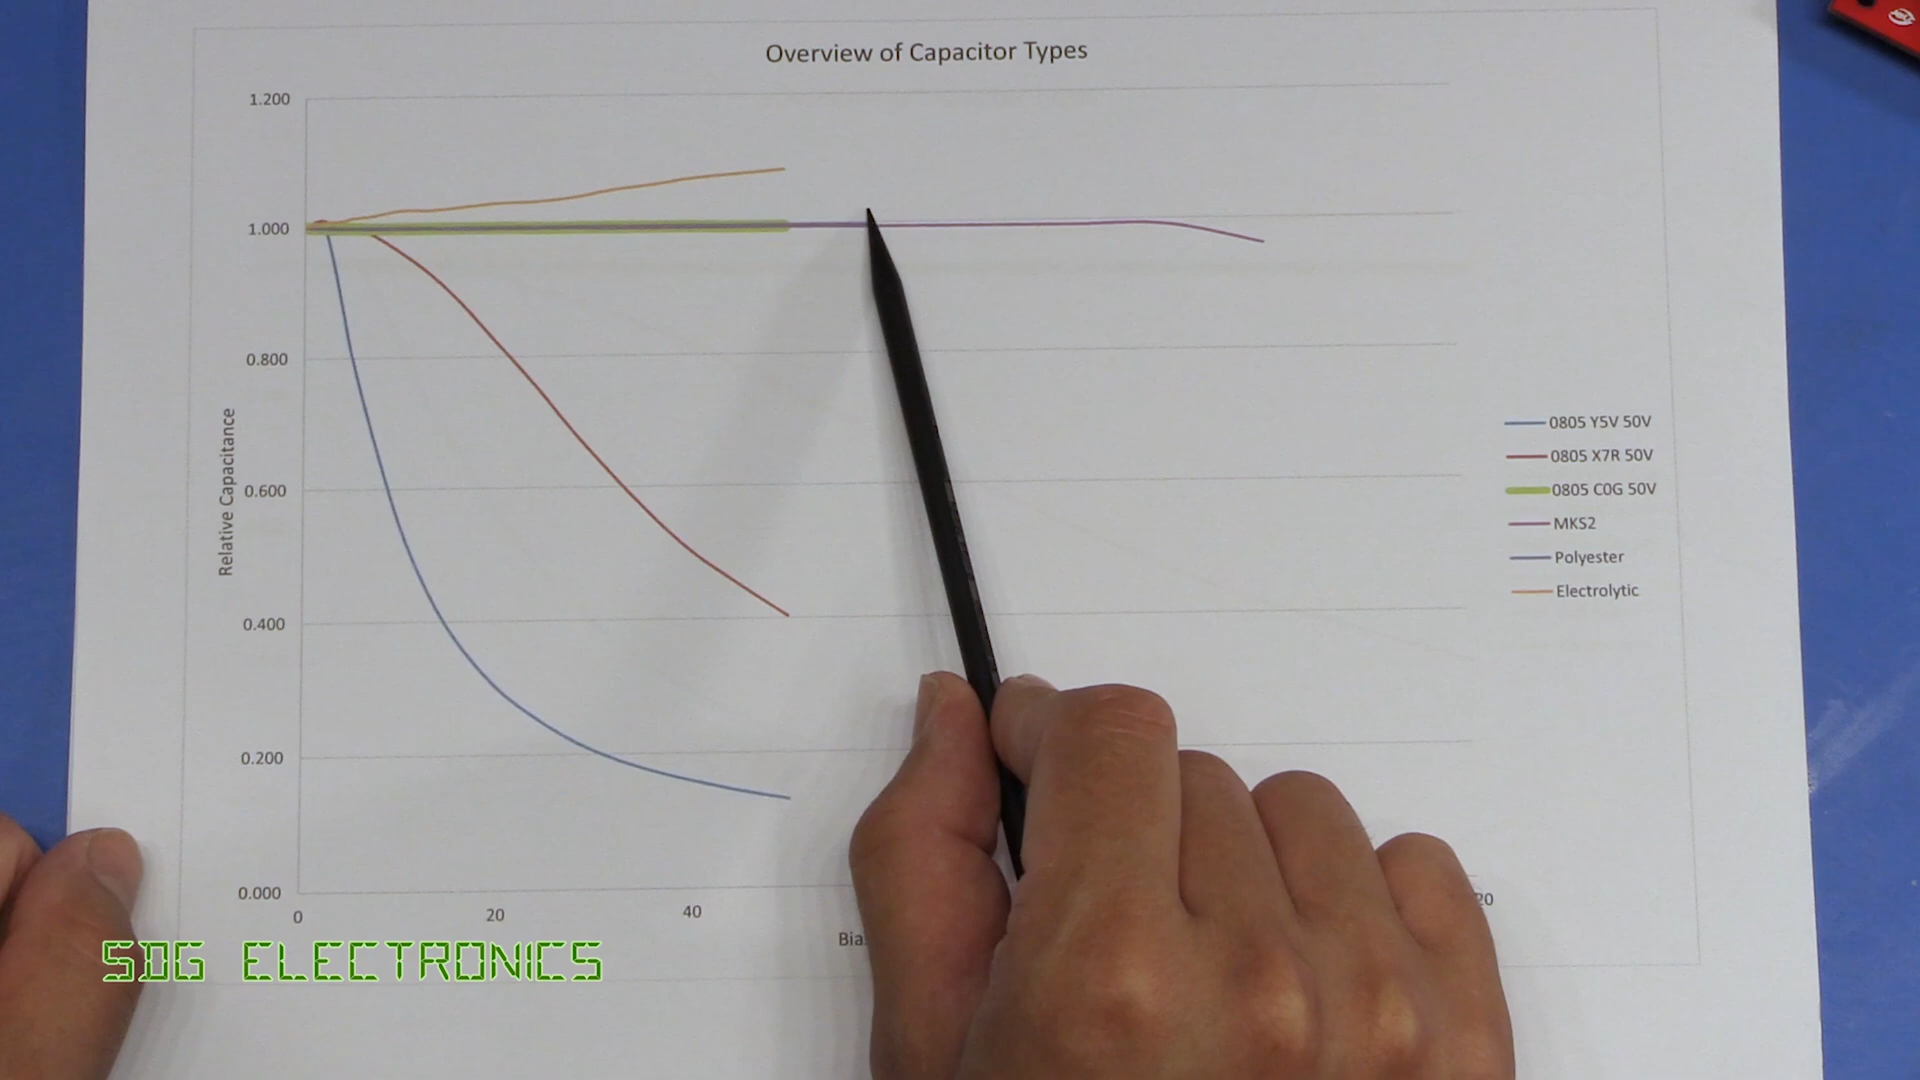 Overview of Capacitor Types
1.200
1.000
0.800
0.600
0.400
0.200
0.000
Relative Capacitance
0
20
40
0805 Y5V 50V
0805 X7R 50V
0805 C0G 50V
MKS2
Polyester
Electrolytic
SDG ELECTRONICS